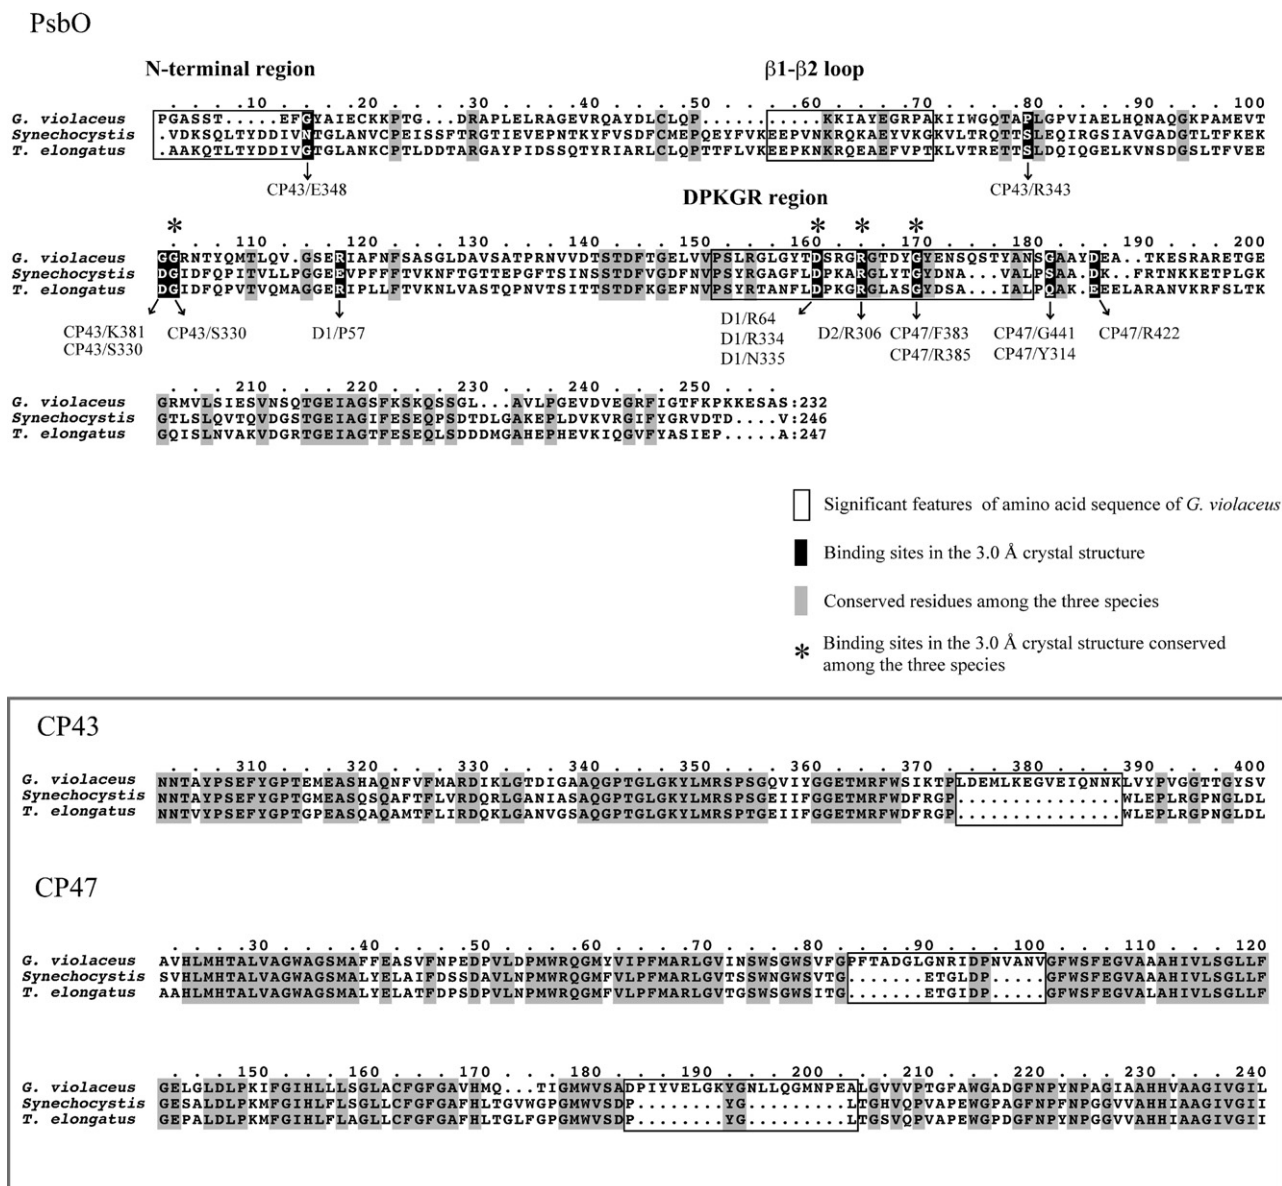 PsbO
N-terminal region
β1-β2 loop
. . . .10 . . . .20 . . . .30 . . . .40 . . . .50 . . . .60 . . . .70 . . . .80 . . . .90 . . . 100
G. violaceus PGASST.....EFGYAIECKKPTG...DRAPLELRAGEVRQAYDLCLQP...........KKIAYEGRPAKIIWGQTAPLGPVIAELHQNAQGKPAMEVT
Synechocystis .VDKSQLTYDDIVNTGLANVCPEISSFTRGTIEVEPNTKYFVSDFCMEPQEYFVKEEPVNKRQKAEYVKGKVLTRQTTSLEQIRGSIAVGADGTLTFKEK
T. elongatus .AAKQTLTYDDIVGTGLANKCPTLDDTARGAYPIDSSQTYRIARLCLQPTTFLVKEEPKNKRQEAEFVPTKLVTRETTSLDQIQGELKVNSDGSLTFVEE
CP43/E348
CP43/R343
DPKGR region
* * * *
. . . . 110 . . . 120 . . . 130 . . . 140 . . . 150 . . . 160 . . . 170 . . . 180 . . . 190 . . . 200
G. violaceus GGRNTYQMTLQV.GSERIAFNFSASGLDAVSATPRNVVDTSTDFTGELVVPSLRGLGYTDSRGRGTDYGYENSQSTYANSGAAYDEA..TKESRARETGE
Synechocystis DGIDFQPITVLLPGGEEVPFFFTVKNFTGTTEPGFTSINSSTDFVGDFNVPSYRTANFLDPKARGLYTGYDNA...VALPSAA.DK..FRTNKKETPLGK
T. elongatus DGIDFQPVTVQMAGGERIPLLFTVKNLVASTQPNVTSITTSTDFKGEFNVPSYRTANFLDPKGRGLASGYDSA...IALPQAK.EEELARANVKRFSLTK
CP43/K381
CP43/S330
CP43/S330
D1/P57
D1/R64
D1/R334
D1/N335
D2/R306
CP47/F383
CP47/R385
CP47/G441
CP47/Y314
CP47/R422
. . . . 210 . . . 220 . . . 230 . . . 240 . . . 250 . . . .
G. violaceus GRMVLSIESVNSQTGEIAGSFKSKQSSGL...AVLPGEVDVEGRFIGTFKPKKESAS:232
Synechocystis GTLSLQVTQVDGSTGEIAGIFESEQPSDTDLGAKEPLDVKVRGIFYGRVDTD....V:246
T. elongatus GQISLNVAKVDGRTGEIAGTFESEQLSDDDMGAHEPHEVKIQGVFYASIEP.....A:247
Significant features of amino acid sequence of G. violaceus
Binding sites in the 3.0 Å crystal structure
Conserved residues among the three species
* Binding sites in the 3.0 Å crystal structure conserved
among the three species
CP43
. . . . 310 . . . 320 . . . 330 . . . 340 . . . 350 . . . 360 . . . 370 . . . 380 . . . 390 . . . 400
G. violaceus NNTAYPSEFYGPTEMEASHAQNFVFMARDIKLGTDIGAAQGPTGLGKYLMRSPSGQVIYGGETMRFWSIKTPLDEMLKEGVEIQNNKLVYPVGGTTGYSV
Synechocystis NNTAYPSEFYGPTGMEASQSQAFTFLVRDQRLGANIASAQGPTGLGKYLMRSPSGEIIFGGETMRFWDFRGP...............WLEPLRGPNGLDL
T. elongatus NNTVYPSEFYGPTGPEASQAQAMTFLIRDQKLGANVGSAQGPTGLGKYLMRSPTGEIIFGGETMRFWDFRGP...............WLEPLRGPNGLDL
CP47
. . . .30 . . . .40 . . . .50 . . . .60 . . . .70 . . . .80 . . . .90 . . . 100 . . . 110 . . . 120
G. violaceus AVHLMHTALVAGWAGSMAFFEASVFNPEDPVLDPMWRQGMYVIPFMARLGVINSWSGWSVFGPFTADGLGNRIDPNVANVGFWSFEGVAAAHIVLSGLLF
Synechocystis SVHLMHTALVAGWAGSMALYELAIFDSSDAVLNPMWRQGMFVLPFMARLGVTSSWNGWSVTG.......ETGLDP.....GFWSFEGVALAHIVLSGLLF
T. elongatus AAHLMHTALVAGWAGSMALYELATFDPSDPVLNPMWRQGMFVLPFMARLGVTGSWSGWSITG.......ETGIDP.....GFWSFEGVALAHIVLSGLLF
. . . . 150 . . . 160 . . . 170 . . . 180 . . . 190 . . . 200 . . . 210 . . . 220 . . . 230 . . . 240
G. violaceus GELGLDLPKIFGIHLLLSGLACFGFGAVHMQ...TIGMWVSADPIYVELGKYGNLLQGMNPEALGVVVPTGFAWGADGFNPYNPAGIAAHHVAAGIVGIL
Synechocystis GESALDLPKMFGIHLFLSGLLCFGFGAFHLTGVWGPGMWVSDP........YG.........LTGHVQPVAPEWGPAGFNPFNPGGVVAHHIAAGIVGII
T. elongatus GEPALDLPKMFGIHLFLAGLLCFGFGAFHLTGLFGPGMWVSDP........YG.........LTGSVQPVAPEWGPDGFNPYNPGGVVAHHIAAGIVGII